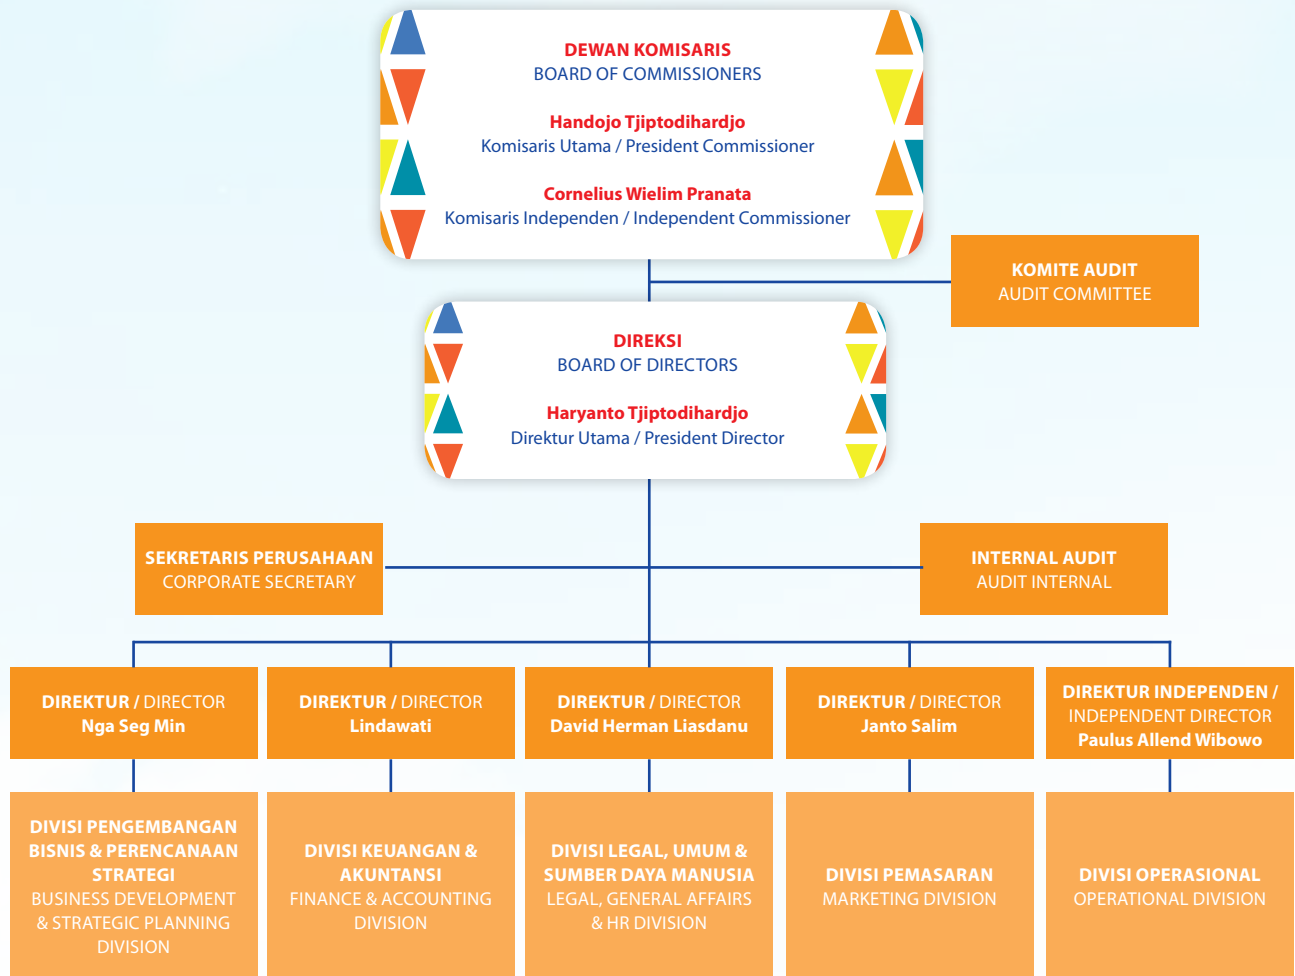 DEWAN KOMISARIS
BOARD OF COMMISSIONERS
Handojo Tjiptodihardjo
Komisaris Utama / President Commissioner
Cornelius Wielim Pranata
Komisaris Independen / Independent Commissioner
KOMITE AUDIT
AUDIT COMMITTEE
DIREKSI
BOARD OF DIRECTORS
Haryanto Tjiptodihardjo
Direktur Utama / President Director
SEKRETARIS PERUSAHAAN
CORPORATE SECRETARY
INTERNAL AUDIT
AUDIT INTERNAL
DIREKTUR / DIRECTOR
Nga Seg Min
DIREKTUR / DIRECTOR
Lindawati
DIREKTUR / DIRECTOR
David Herman Liasdanu
DIREKTUR / DIRECTOR
Janto Salim
DIREKTUR INDEPENDEN /
INDEPENDENT DIRECTOR
Paulus Allend Wibowo
DIVISI PENGEMBANGAN
BISNIS & PERENCANAAN
STRATEGI
BUSINESS DEVELOPMENT
& STRATEGIC PLANNING
DIVISION
DIVISI KEUANGAN &
AKUNTANSI
FINANCE & ACCOUNTING
DIVISION
DIVISI LEGAL, UMUM &
SUMBER DAYA MANUSIA
LEGAL, GENERAL AFFAIRS
& HR DIVISION
DIVISI PEMASARAN
MARKETING DIVISION
DIVISI OPERASIONAL
OPERATIONAL DIVISION